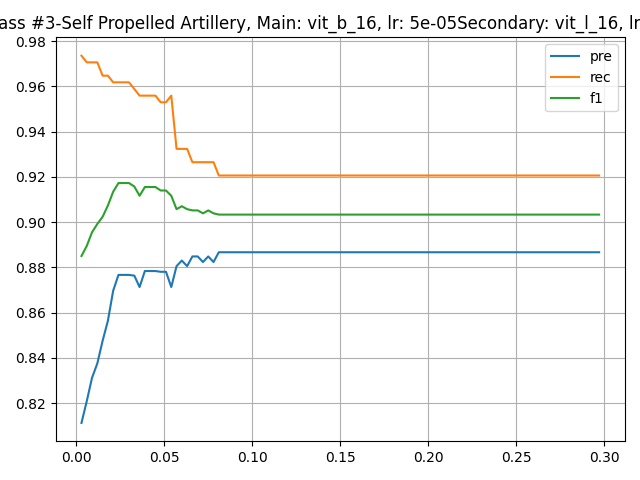 ass #3-Self Propelled Artillery, Main: vit_b_16, lr: 5e-05Secondary: vit_l_16, lr
0.98
0.96
0.94
0.92
0.90
0.88
0.86
0.84
0.82
pre
rec
f1
0.00 0.05 0.10 0.15 0.20 0.25 0.30